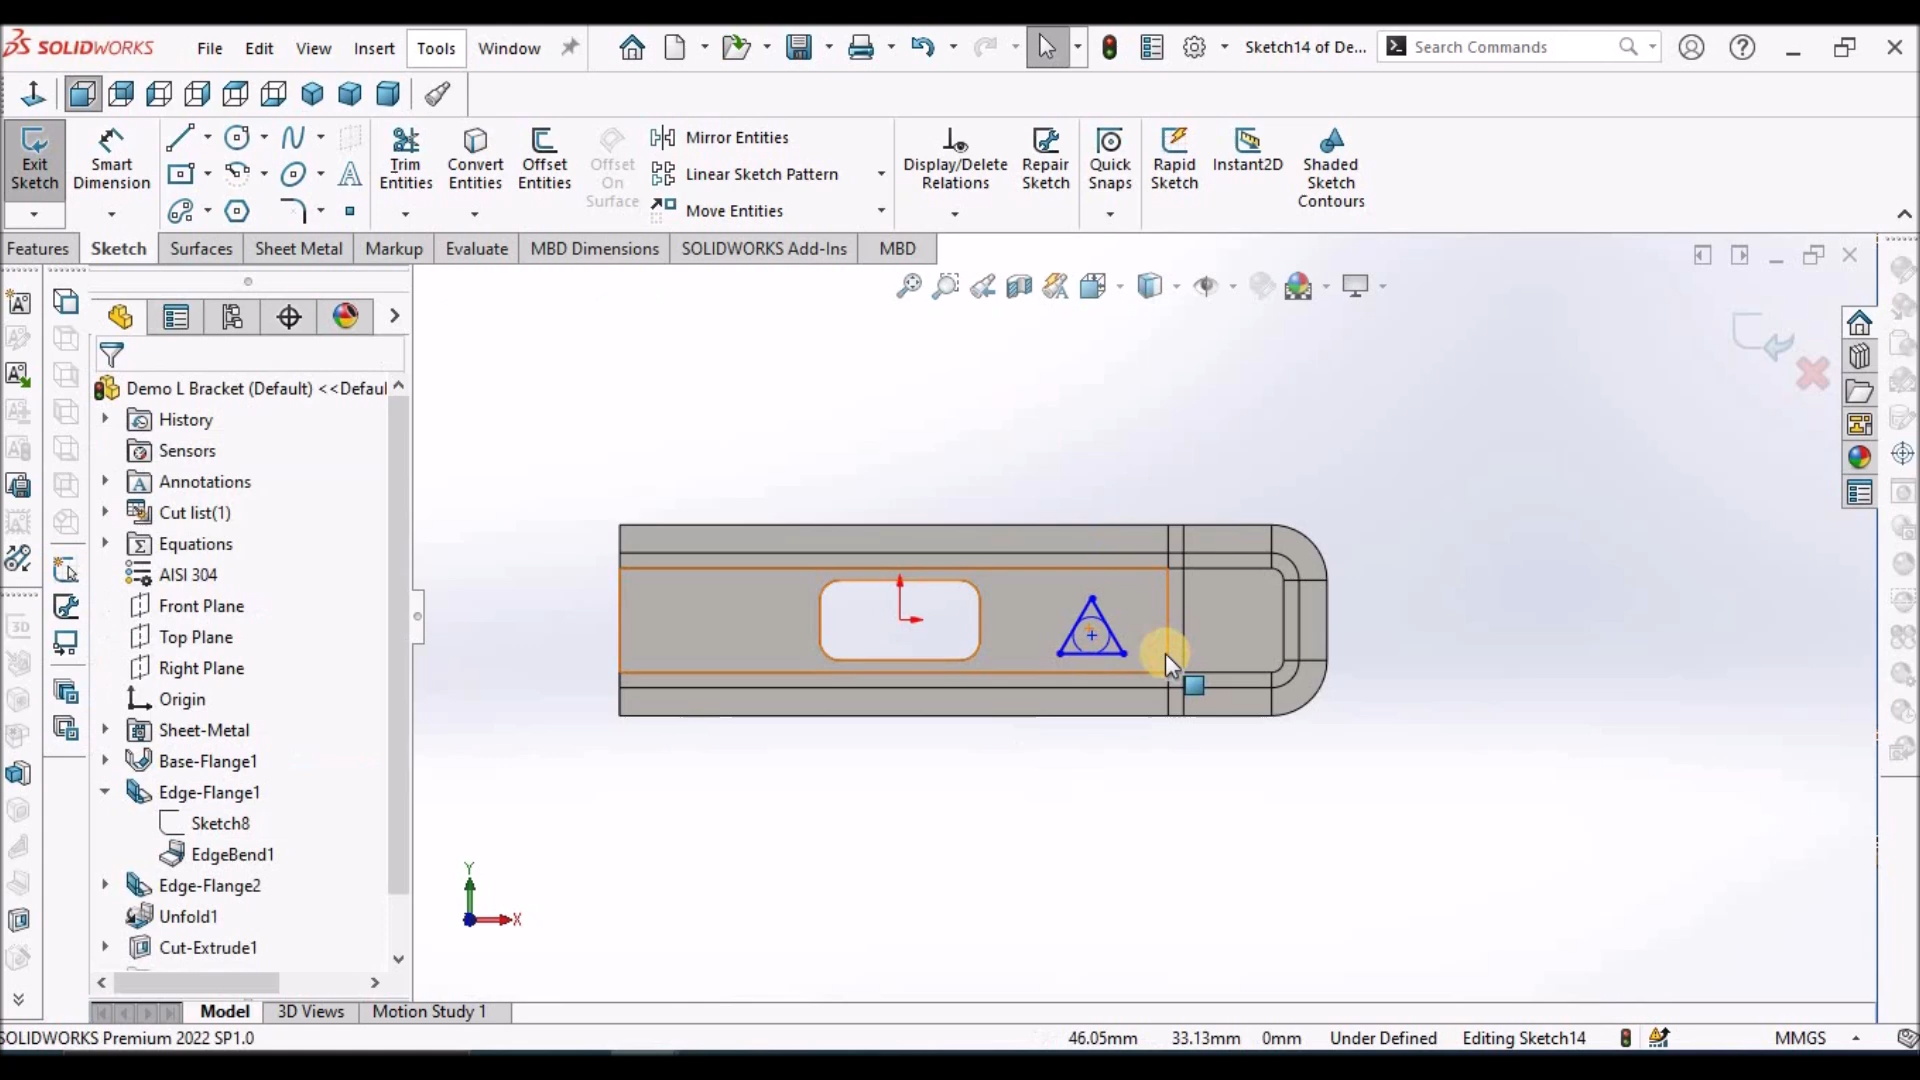 SOLIDWORKS File Edit View Insert Tools Window Sketch14 of De... Search Commands
Exit Sketch
Smart Dimension
Trim Entities
Convert Entities
Offset Entities
Offset On Surface
Mirror Entities
Linear Sketch Pattern
Move Entities
Display/Delete Relations
Repair Sketch
Quick Snaps
Rapid Sketch
Instant2D
Shaded Sketch Contours
Features Sketch Surfaces Sheet Metal Markup Evaluate MBD Dimensions SOLIDWORKS Add-Ins MBD
Demo L Bracket (Default) <<Defaul
History
Sensors
Annotations
Cut list(1)
Equations
AISI 304
Front Plane
Top Plane
Right Plane
Origin
Sheet-Metal
Base-Flange1
Edge-Flange1
Sketch8
EdgeBend1
Edge-Flange2
Unfold1
Cut-Extrude1
Y
X
3D
Model 3D Views Motion Study 1
SOLIDWORKS Premium 2022 SP1.0 46.05mm 33.13mm 0mm Under Defined Editing Sketch14 MMGS